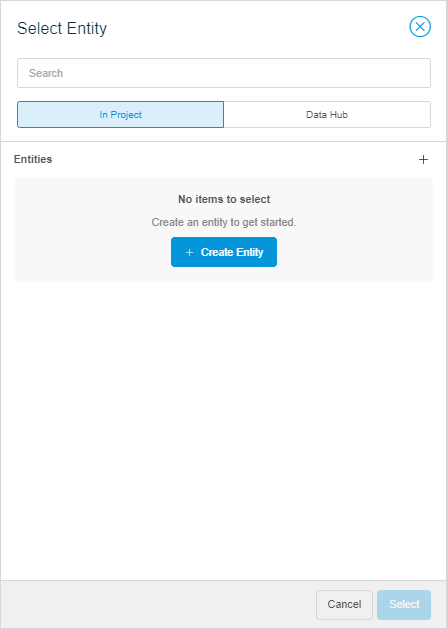 Select Entity
Search
In Project
Data Hub
Entities
No items to select
Create an entity to get started.
+ Create Entity
Cancel
Select